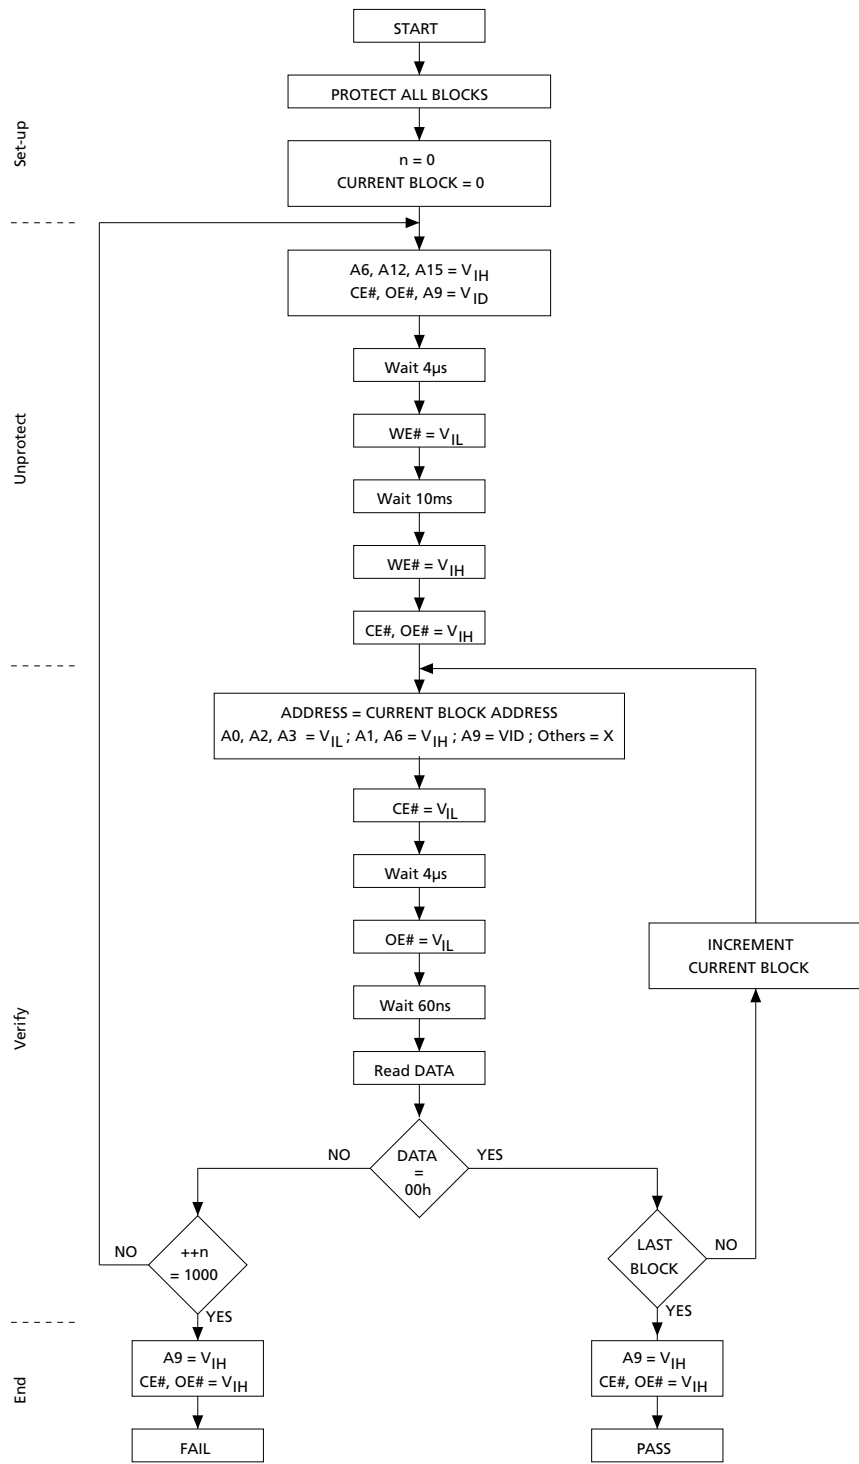 START
PROTECT ALL BLOCKS
Set-up
n = 0
CURRENT BLOCK = 0
A6, A12, A15 = VIH
CE#, OE#, A9 = VID
Wait 4µs
Unprotect
WE# = VIL
Wait 10ms
WE# = VIH
CE#, OE# = VIH
ADDRESS = CURRENT BLOCK ADDRESS
A0, A2, A3 = VIL ; A1, A6 = VIH ; A9 = VID ; Others = X
CE# = VIL
Wait 4µs
OE# = VIL
INCREMENT
CURRENT BLOCK
Wait 60ns
Verify
Read DATA
NO
DATA
=
00h
YES
NO
++n
= 1000
LAST
BLOCK
NO
YES
YES
End
A9 = VIH
CE#, OE# = VIH
A9 = VIH
CE#, OE# = VIH
FAIL
PASS